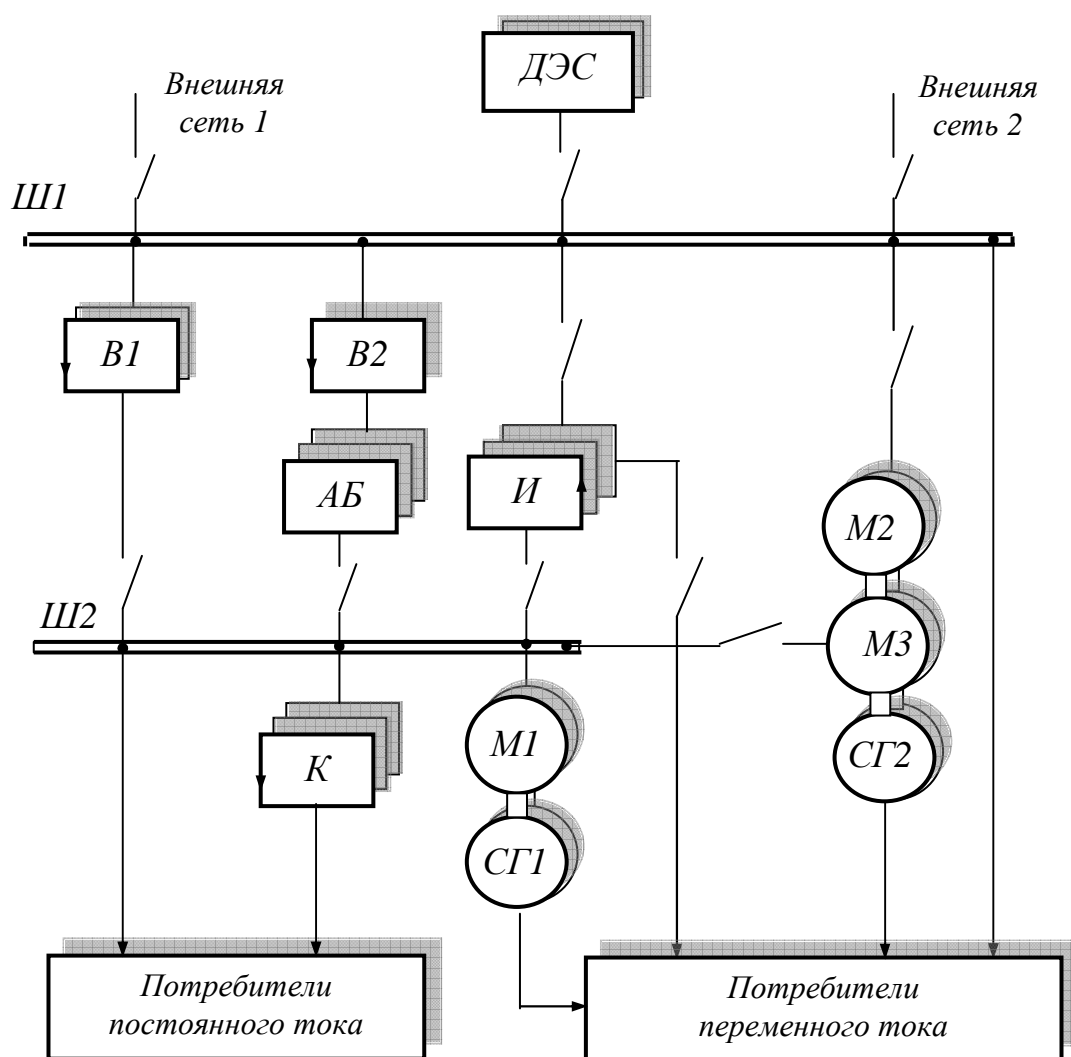 ДЭС
Внешняя
сеть 1
Внешняя
сеть 2
Ш1
В1
В2
АБ
И
М2
Ш2
М3
М1
К
СГ2
СГ1
Потребители
постоянного тока
Потребители
переменного тока